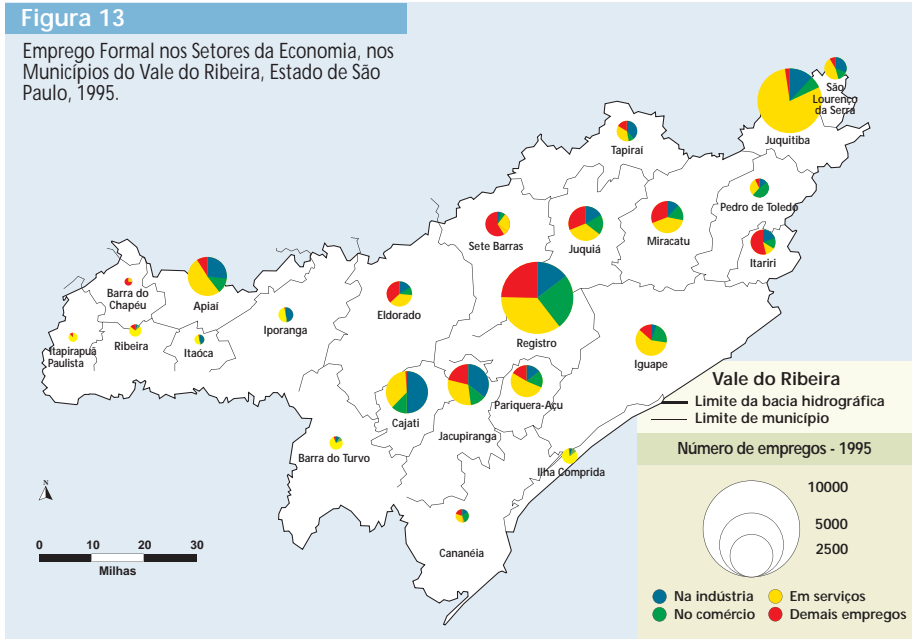 Figura 13
Emprego Formal nos Setores da Economia, nos
Municípios do Vale do Ribeira, Estado de São
Paulo, 1995.
São
Lourenço
da Serra
Juquitiba
Tapiraí
Pedro de Toledo
Sete Barras
Juquiá
Miracatu
Itariri
Barra do
Chapéu
Apiaí
Eldorado
Iporanga
Registro
Itapirapuã
Paulista
Ribeira
Itaóca
Iguape
Cajati
Jacupiranga
Pariquera-Açu
Barra do Turvo
Ilha Comprida
Cananéia
N
0 10 20 30
Milhas
Vale do Ribeira
Limite da bacia hidrográfica
Limite de município
Número de empregos - 1995
10000
5000
2500
Na indústria
Em serviços
No comércio
Demais empregos